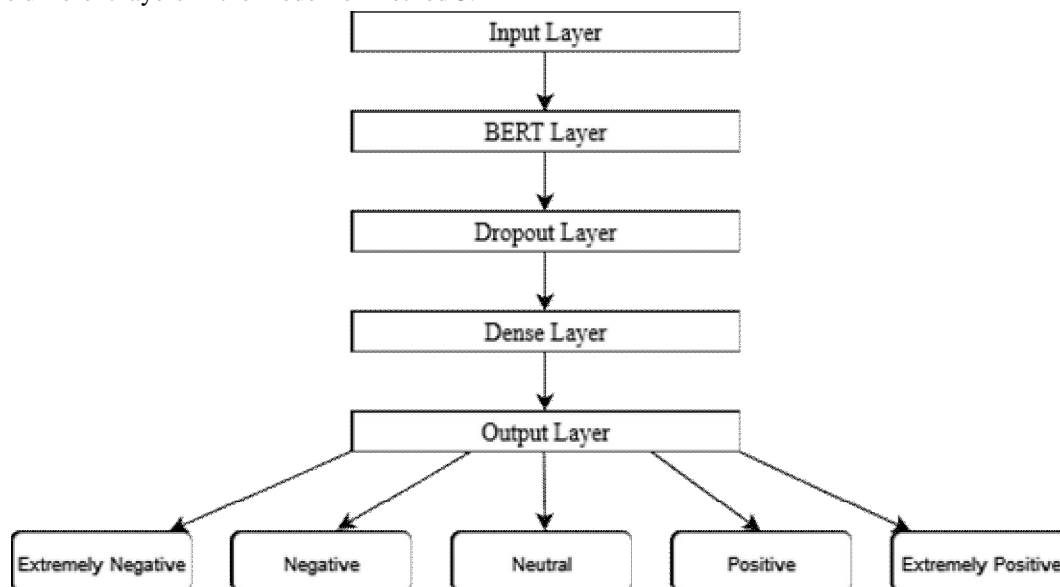 Input Layer
BERT Layer
Dropout Layer
Dense Layer
Output Layer
Extremely Negative
Negative
Neutral
Positive
Extremely Positive